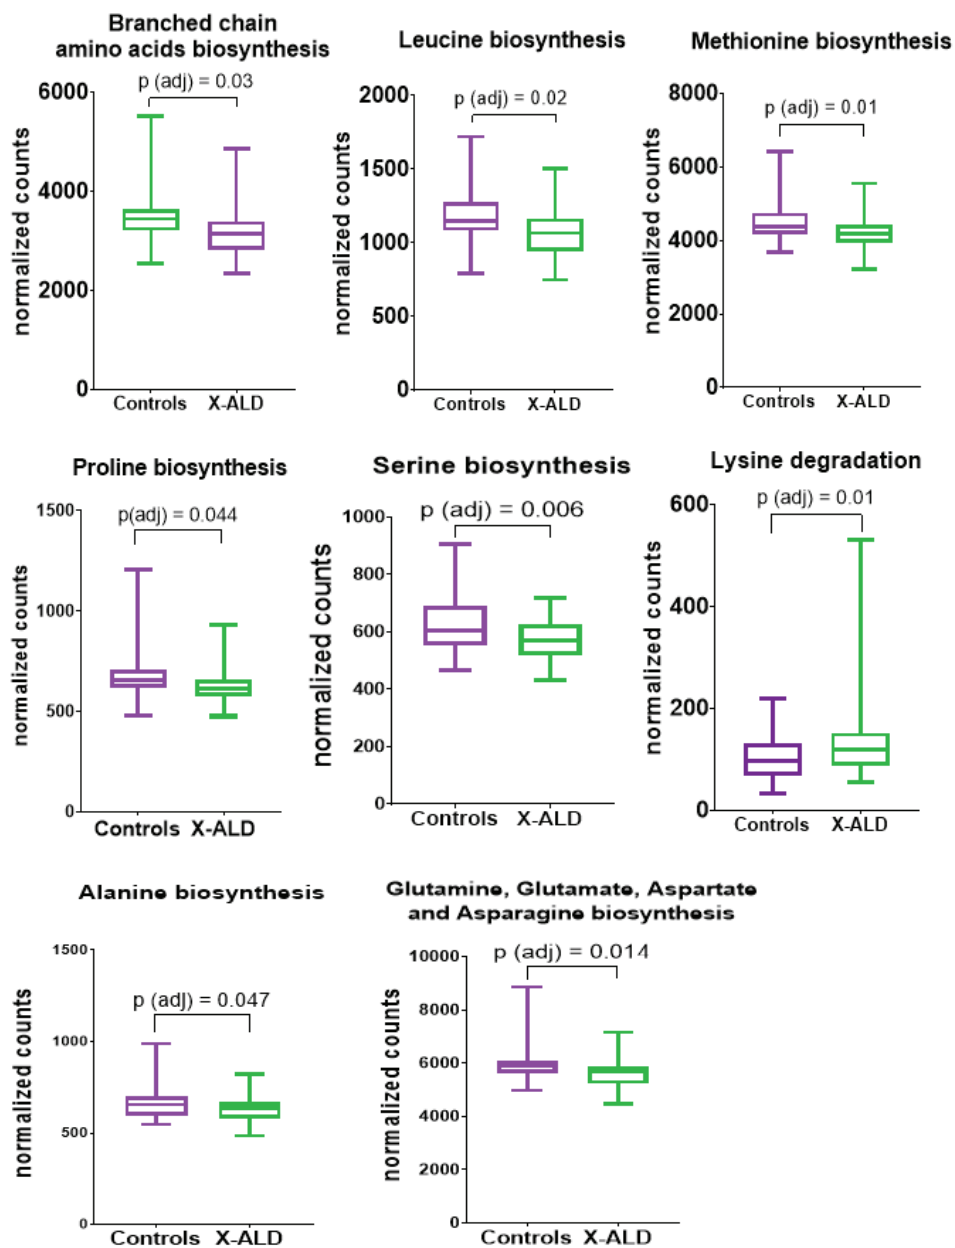 Branched chain
amino acids biosynthesis
p (adj) = 0.03
normalized counts
6000
4000
2000
0
Controls X-ALD
Leucine biosynthesis
p (adj) = 0.02
normalized counts
2000
1500
1000
500
0
Controls X-ALD
Methionine biosynthesis
p (adj) = 0.01
normalized counts
8000
6000
4000
2000
0
Controls X-ALD
Proline biosynthesis
p(adj) = 0.044
normalized counts
1500
1000
500
0
Controls X-ALD
Serine biosynthesis
p (adj) = 0.006
normalized counts
1000
800
600
400
200
0
Controls X-ALD
Lysine degradation
p (adj) = 0.01
normalized counts
600
400
200
0
Controls X-ALD
Alanine biosynthesis
p (adj) = 0.047
normalized counts
1500
1000
500
0
Controls X-ALD
Glutamine, Glutamate, Aspartate
and Asparagine biosynthesis
p (adj) = 0.014
normalized counts
10000
8000
6000
4000
2000
0
Controls X-ALD